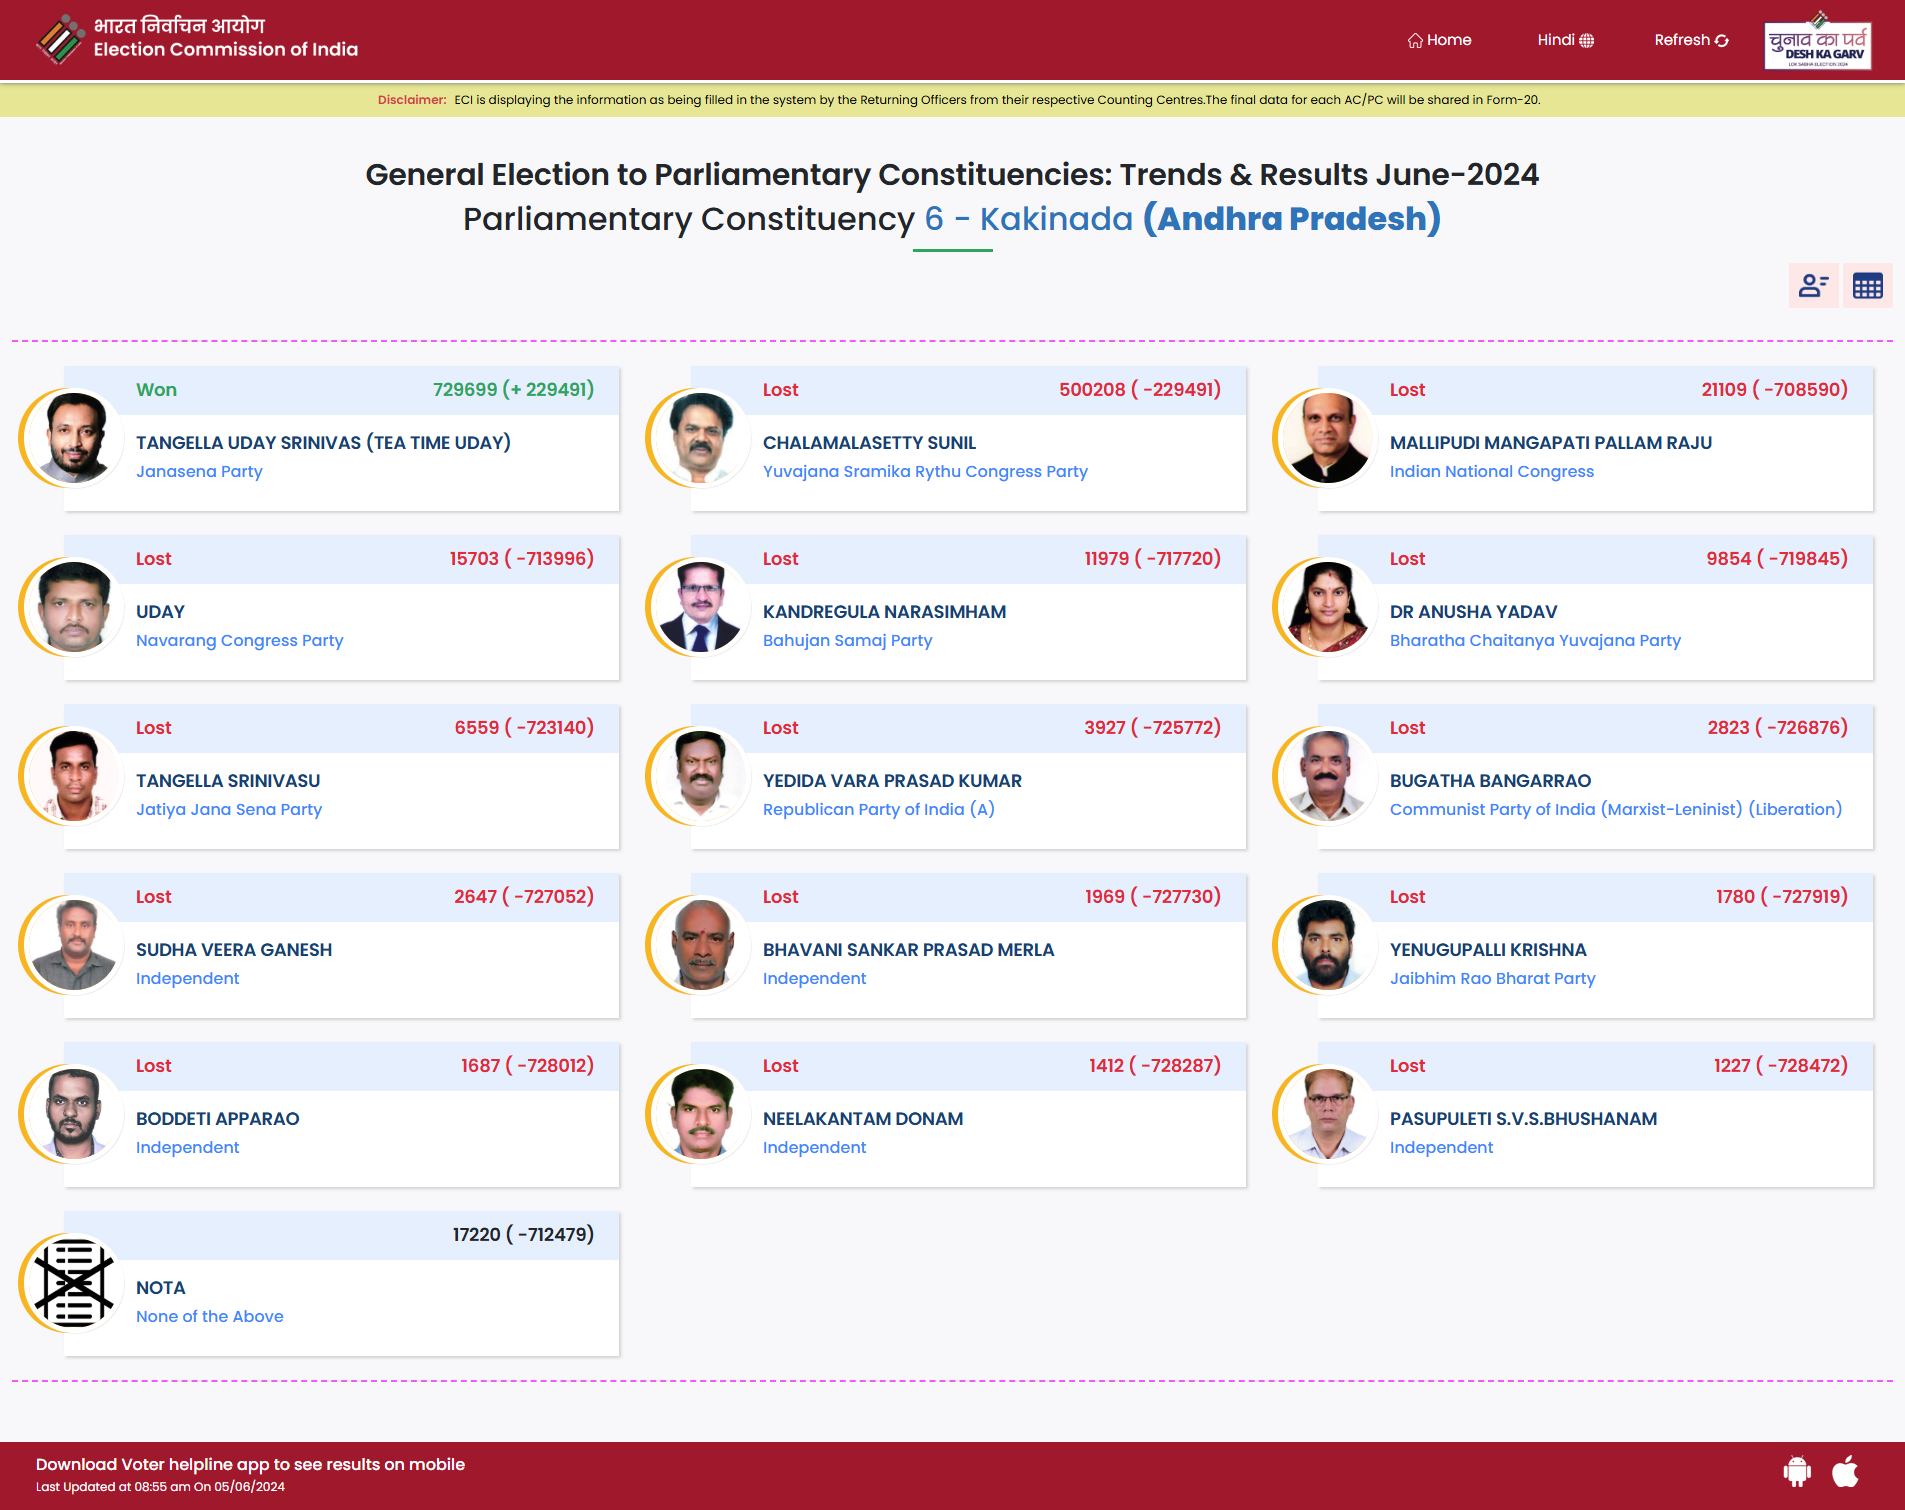 भारत निर्वाचन आयोग
Election Commission of India
Home
Hindi
Refresh
चुनाव का पर्व
DESH KA GARV
LOK SABHA ELECTION 2024
Disclaimer: ECI is displaying the information as being filled in the system by the Returning Officers from their respective Counting Centres.The final data for each AC/PC will be shared in Form-20.
General Election to Parliamentary Constituencies: Trends & Results June-2024
Parliamentary Constituency 6 - Kakinada (Andhra Pradesh)
Won 729699 (+ 229491)
TANGELLA UDAY SRINIVAS (TEA TIME UDAY)
Janasena Party
Lost 500208 ( -229491)
CHALAMALASETTY SUNIL
Yuvajana Sramika Rythu Congress Party
Lost 21109 ( -708590)
MALLIPUDI MANGAPATI PALLAM RAJU
Indian National Congress
Lost 15703 ( -713996)
UDAY
Navarang Congress Party
Lost 11979 ( -717720)
KANDREGULA NARASIMHAM
Bahujan Samaj Party
Lost 9854 ( -719845)
DR ANUSHA YADAV
Bharatha Chaitanya Yuvajana Party
Lost 6559 ( -723140)
TANGELLA SRINIVASU
Jatiya Jana Sena Party
Lost 3927 ( -725772)
YEDIDA VARA PRASAD KUMAR
Republican Party of India (A)
Lost 2823 ( -726876)
BUGATHA BANGARRAO
Communist Party of India (Marxist-Leninist) (Liberation)
Lost 2647 ( -727052)
SUDHA VEERA GANESH
Independent
Lost 1969 ( -727730)
BHAVANI SANKAR PRASAD MERLA
Independent
Lost 1780 ( -727919)
YENUGUPALLI KRISHNA
Jaibhim Rao Bharat Party
Lost 1687 ( -728012)
BODDETI APPARAO
Independent
Lost 1412 ( -728287)
NEELAKANTAM DONAM
Independent
Lost 1227 ( -728472)
PASUPULETI S.V.S.BHUSHANAM
Independent
17220 ( -712479)
NOTA
None of the Above
Download Voter helpline app to see results on mobile
Last Updated at 08:55 am On 05/06/2024